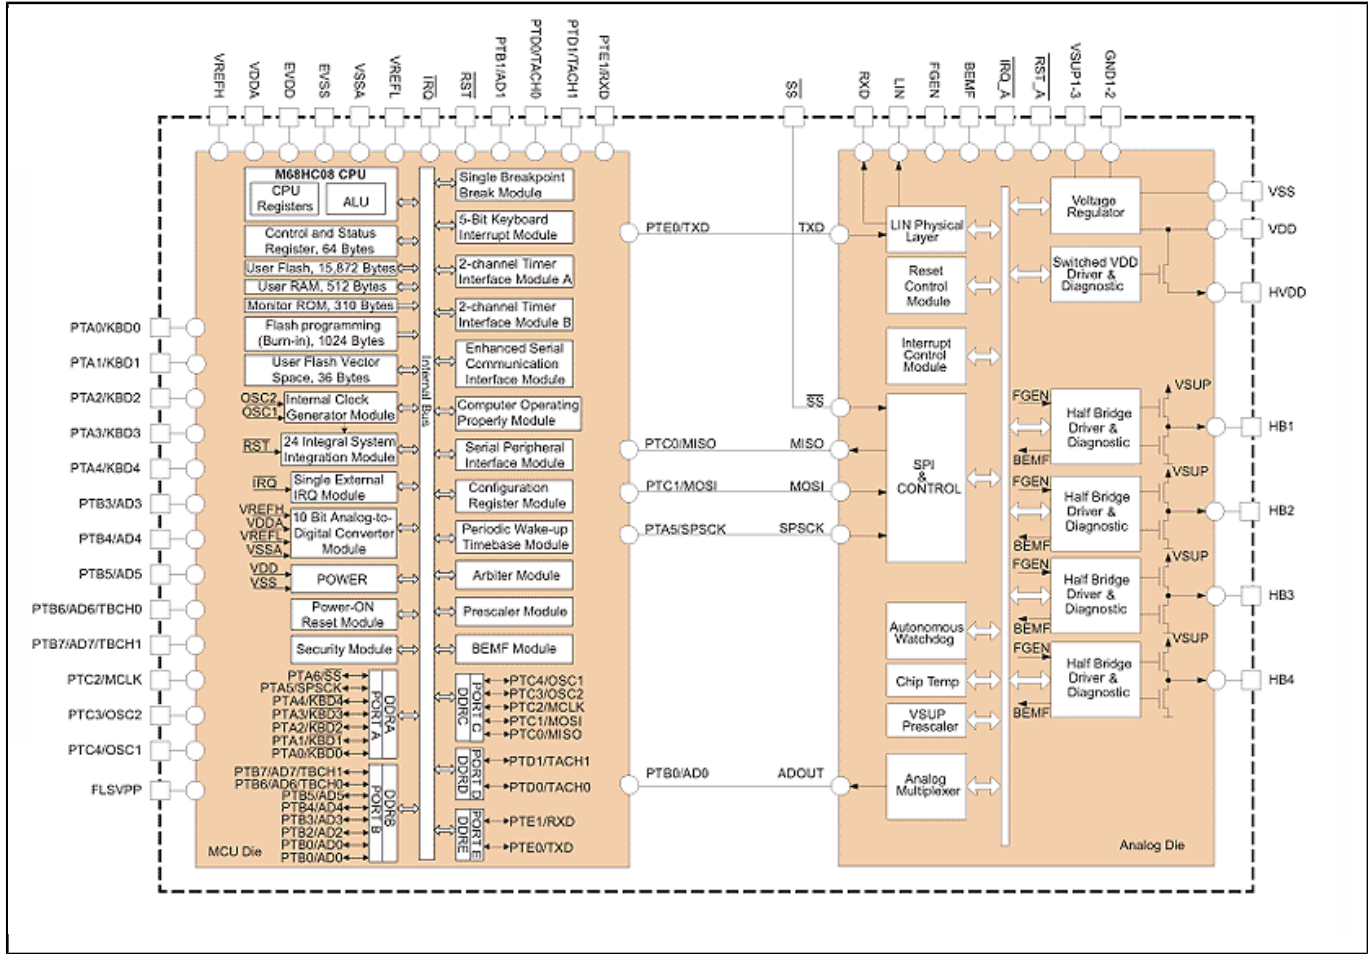 VREFH
VDDA
EVDD
EVSS
VSSA
VREFL
IRQ
RST
PTB1/AD1
PTD0/TACH0
PTD1/TACH1
PTE1/RXD
SS
RXD
LIN
FGEN
BEMF
IRQ_A
RST_A
VSUP1-3
GND1-2
PTA0/KBD0
PTA1/KBD1
PTA2/KBD2
PTA3/KBD3
PTA4/KBD4
PTB3/AD3
PTB4/AD4
PTB5/AD5
PTB6/AD6/TBCH0
PTB7/AD7/TBCH1
PTC2/MCLK
PTC3/OSC2
PTC4/OSC1
FLSVPP
M68HC08 CPU
CPU
Registers
ALU
Control and Status
Register, 64 Bytes
User Flash, 15,872 Bytes
User RAM, 512 Bytes
Monitor ROM, 310 Bytes
Flash programming
(Burn-in), 1024 Bytes
User Flash Vector
Space, 36 Bytes
OSC2
OSC1
Internal Clock
Generator Module
RST
24 Integral System
Integration Module
IRQ
Single External
IRQ Module
VREFH
VDDA
VREFL
VSSA
10 Bit Analog-to-
Digital Converter
Module
VDD
VSS
POWER
Power-ON
Reset Module
Security Module
PTA6/SS
PTA5/SPSCK
PTA4/KBD4
PTA3/KBD3
PTA2/KBD2
PTA1/KBD1
PTA0/KBD0
DDRA
PORT A
PTB7/AD7/TBCH1
PTB6/AD6/TBCH0
PTB5/AD5
PTB4/AD4
PTB3/AD3
PTB2/AD2
PTB0/AD0
PTB0/AD0
DDRB
PORT B
MCU Die
Internal Bus
Single Breakpoint
Break Module
5-Bit Keyboard
Interrupt Module
2-channel Timer
Interface Module A
2-channel Timer
Interface Module B
Enhanced Serial
Communication
Interface Module
Computer Operating
Properly Module
Serial Peripheral
Interface Module
Configuration
Register Module
Periodic Wake-up
Timebase Module
Arbiter Module
Prescaler Module
BEMF Module
PORT C
DDRC
PTC4/OSC1
PTC3/OSC2
PTC2/MCLK
PTC1/MOSI
PTC0/MISO
PORT D
DDRD
PTD1/TACH1
PTD0/TACH0
PORT E
DDRE
PTE1/RXD
PTE0/TXD
PTE0/TXD
TXD
SS
PTC0/MISO
MISO
PTC1/MOSI
MOSI
PTA5/SPSCK
SPSCK
PTB0/AD0
ADOUT
LIN Physical
Layer
Reset
Control
Module
Interrupt
Control
Module
SPI
&
CONTROL
Autonomous
Watchdog
Chip Temp
VSUP
Prescaler
Analog
Multiplexer
Voltage
Regulator
Switched VDD
Driver &
Diagnostic
VSUP
FGEN
Half Bridge
Driver &
Diagnostic
BEMF
VSUP
FGEN
Half Bridge
Driver &
Diagnostic
BEMF
VSUP
FGEN
Half Bridge
Driver &
Diagnostic
BEMF
VSUP
FGEN
Half Bridge
Driver &
Diagnostic
BEMF
Analog Die
VSS
VDD
HVDD
HB1
HB2
HB3
HB4